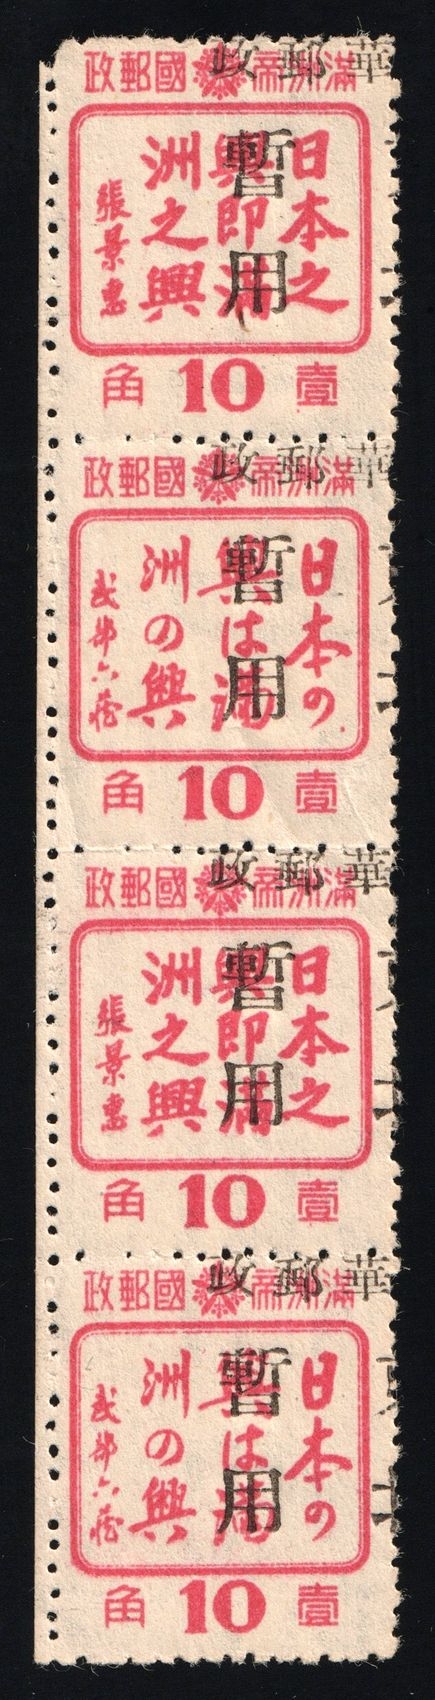 華郵政
滿洲帝國郵政
暫用
日本之
興即滿
洲之興
張景惠
壹 10 角
華郵政
滿洲帝國郵政
暫用
日本の
興は滿
洲の興
武部六蔵
壹 10 角
華郵政
滿洲帝國郵政
暫用
日本之
興即滿
洲之興
張景惠
壹 10 角
華郵政
滿洲帝國郵政
暫用
日本の
興は滿
洲の興
武部六蔵
壹 10 角